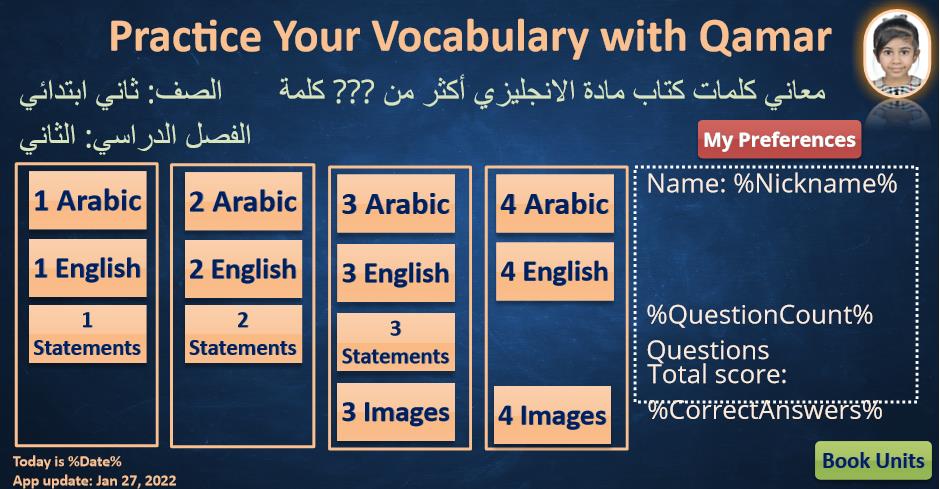 Practice Your Vocabulary with Qamar
معاني كلمات كتاب مادة الانجليزي أكثر من ??? كلمة
الصف: ثاني ابتدائي
الفصل الدراسي: الثاني
My Preferences
1 Arabic
1 English
1
Statements
2 Arabic
2 English
2
Statements
3 Arabic
3 English
3
Statements
3 Images
4 Arabic
4 English
4 Images
Name: %Nickname%
%QuestionCount%
Questions
Total score:
%CorrectAnswers%
Book Units
Today is %Date%
App update: Jan 27, 2022